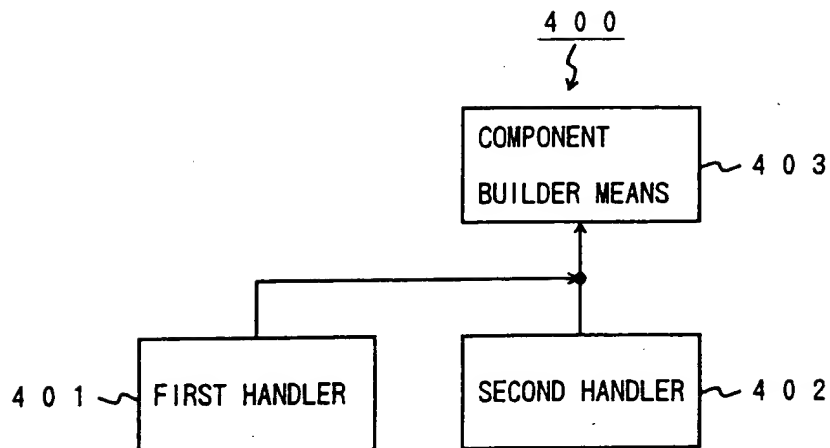 400
COMPONENT
BUILDER MEANS
403
401
FIRST HANDLER
SECOND HANDLER
402